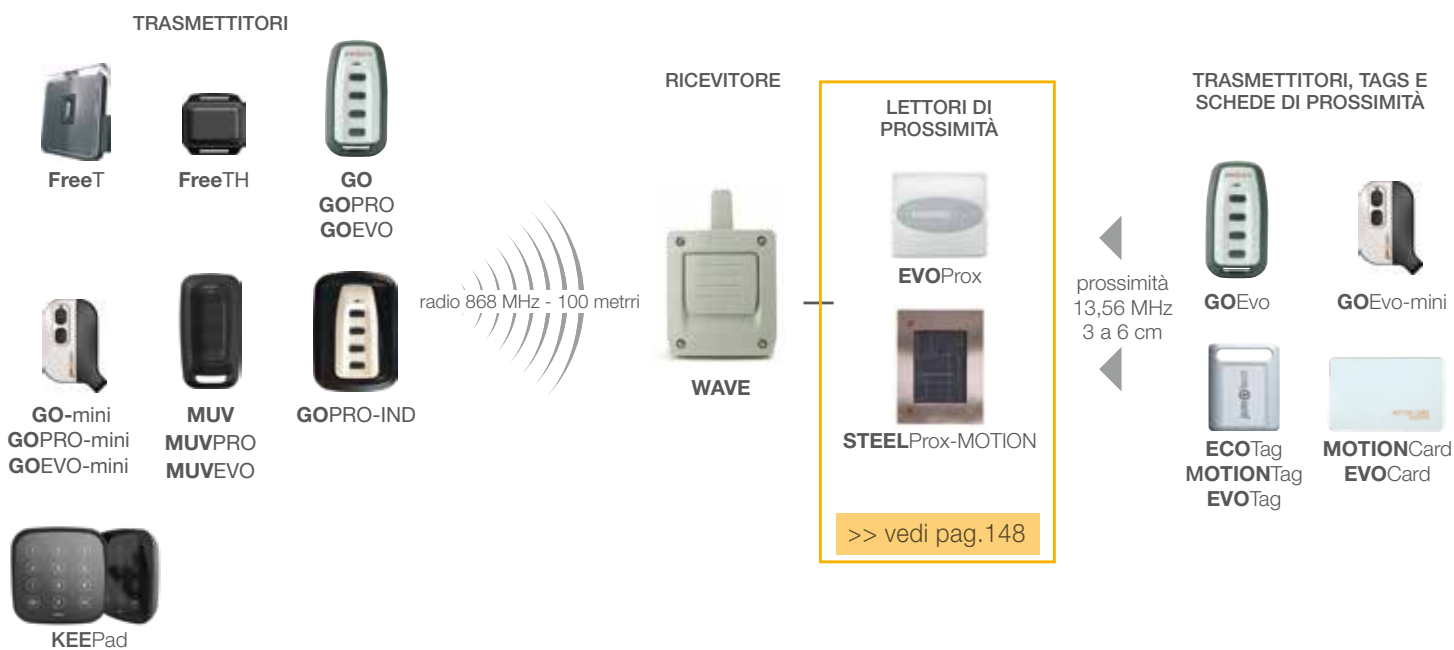 TRASMETTITORI
FreeT
FreeTH
GO
GOPRO
GOEVO
GO-mini
GOPRO-mini
GOEVO-mini
MUV
MUVPRO
MUVEVO
GOPRO-IND
KEEPad
radio 868 MHz - 100 metrri
RICEVITORE
WAVE
LETTORI DI
PROSSIMITÀ
EVOProx
STEELProx-MOTION
>> vedi pag.148
prossimità
13,56 MHz
3 a 6 cm
TRASMETTITORI, TAGS E
SCHEDE DI PROSSIMITÀ
GOEvo
GOEvo-mini
ECOTag
MOTIONTag
EVOTag
MOTIONCard
EVOCard